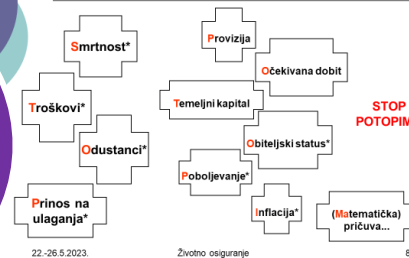 Smrtnost*
Provizija
Očekivana dobit
Troškovi*
Temeljni kapital
STOP
POTOPIM
Odustanci*
Obiteljski status*
Poboljevanje*
Prinos na
ulaganja*
Inflacija*
(Matematička)
pričuva...
22.-26.5.2023.
Životno osiguranje
8